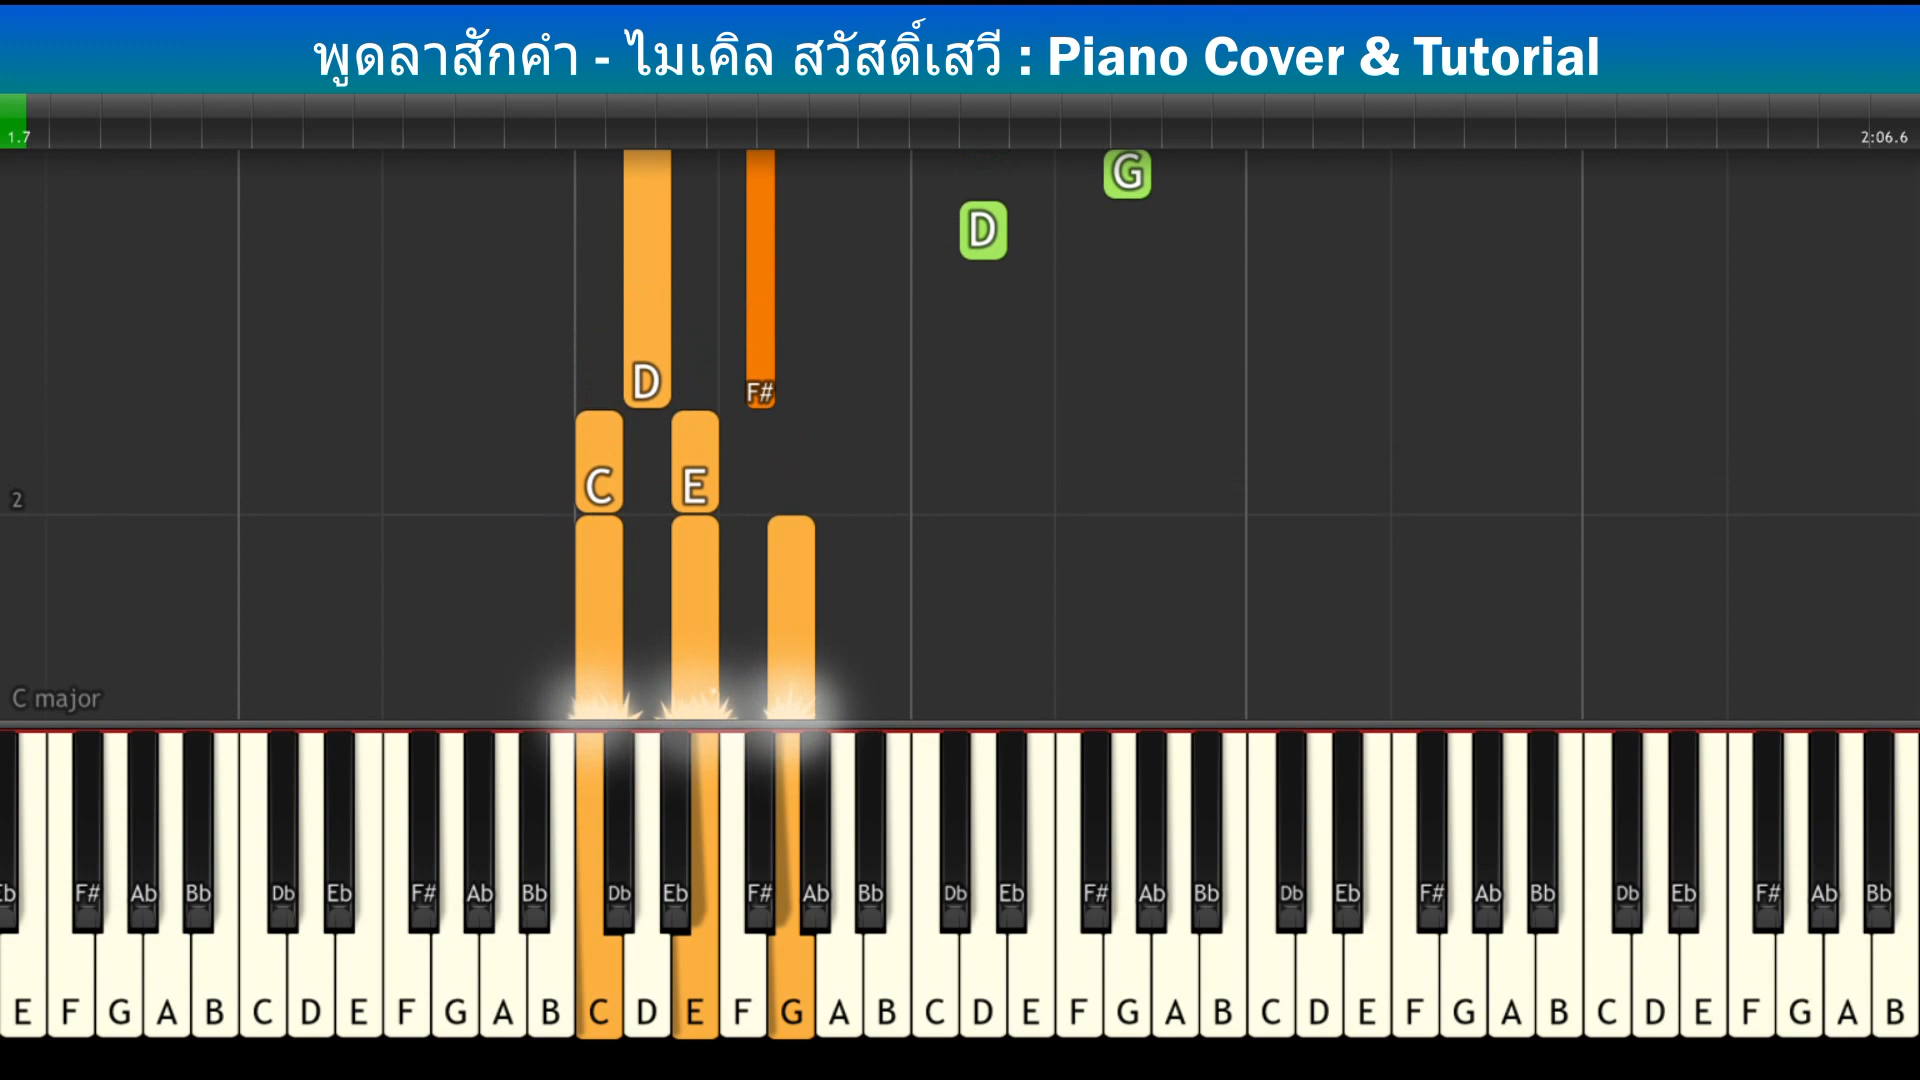 พูดลาสักคำ - ไมเคิล สวัสดิ์เสวี : Piano Cover & Tutorial
1.7 2:06.6
G
D
D F#
C E
2
C major
Eb F# Ab Bb Db Eb F# Ab Bb Db Eb F# Ab Bb Db Eb F# Ab Bb Db Eb F# Ab Bb Db Eb F# Ab Bb
E F G A B C D E F G A B C D E F G A B C D E F G A B C D E F G A B C D E F G A B